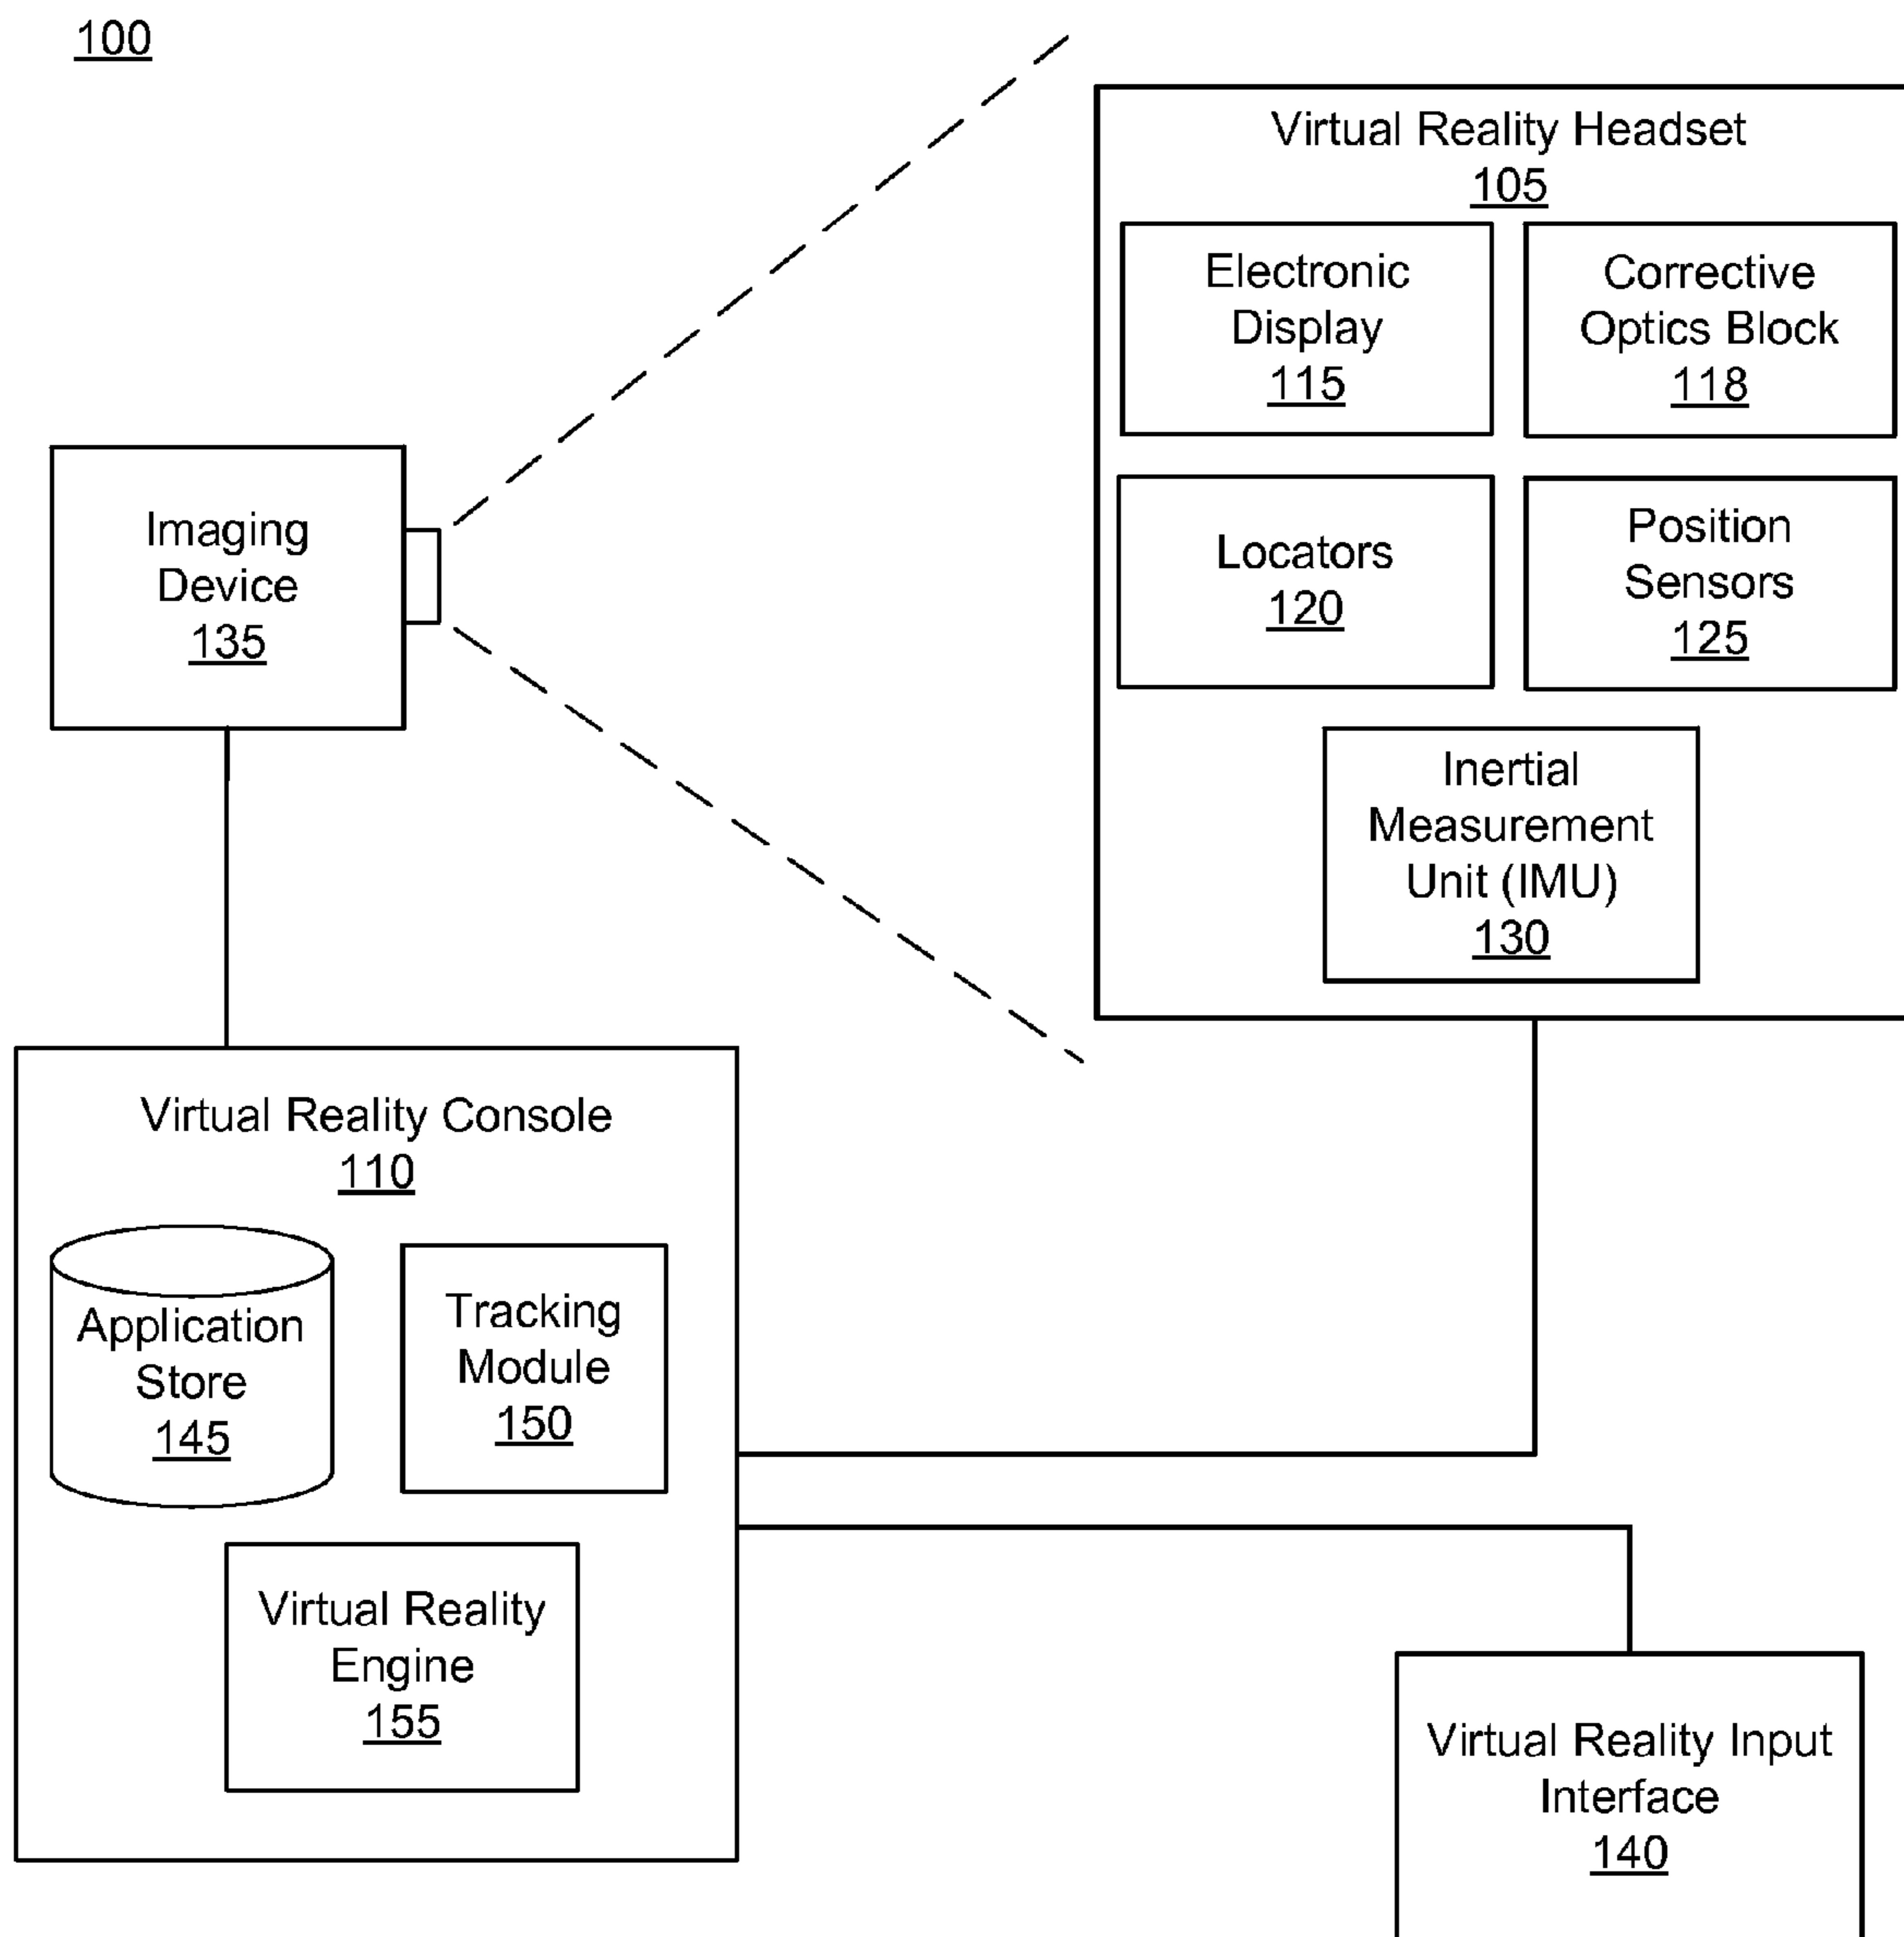 100
Virtual Reality Headset
105
Electronic
Display
115
Corrective
Optics Block
118
Imaging
Device
135
Locators
120
Position
Sensors
125
Inertial
Measurement
Unit (IMU)
130
Virtual Reality Console
110
Application
Store
145
Tracking
Module
150
Virtual Reality
Engine
155
Virtual Reality Input
Interface
140